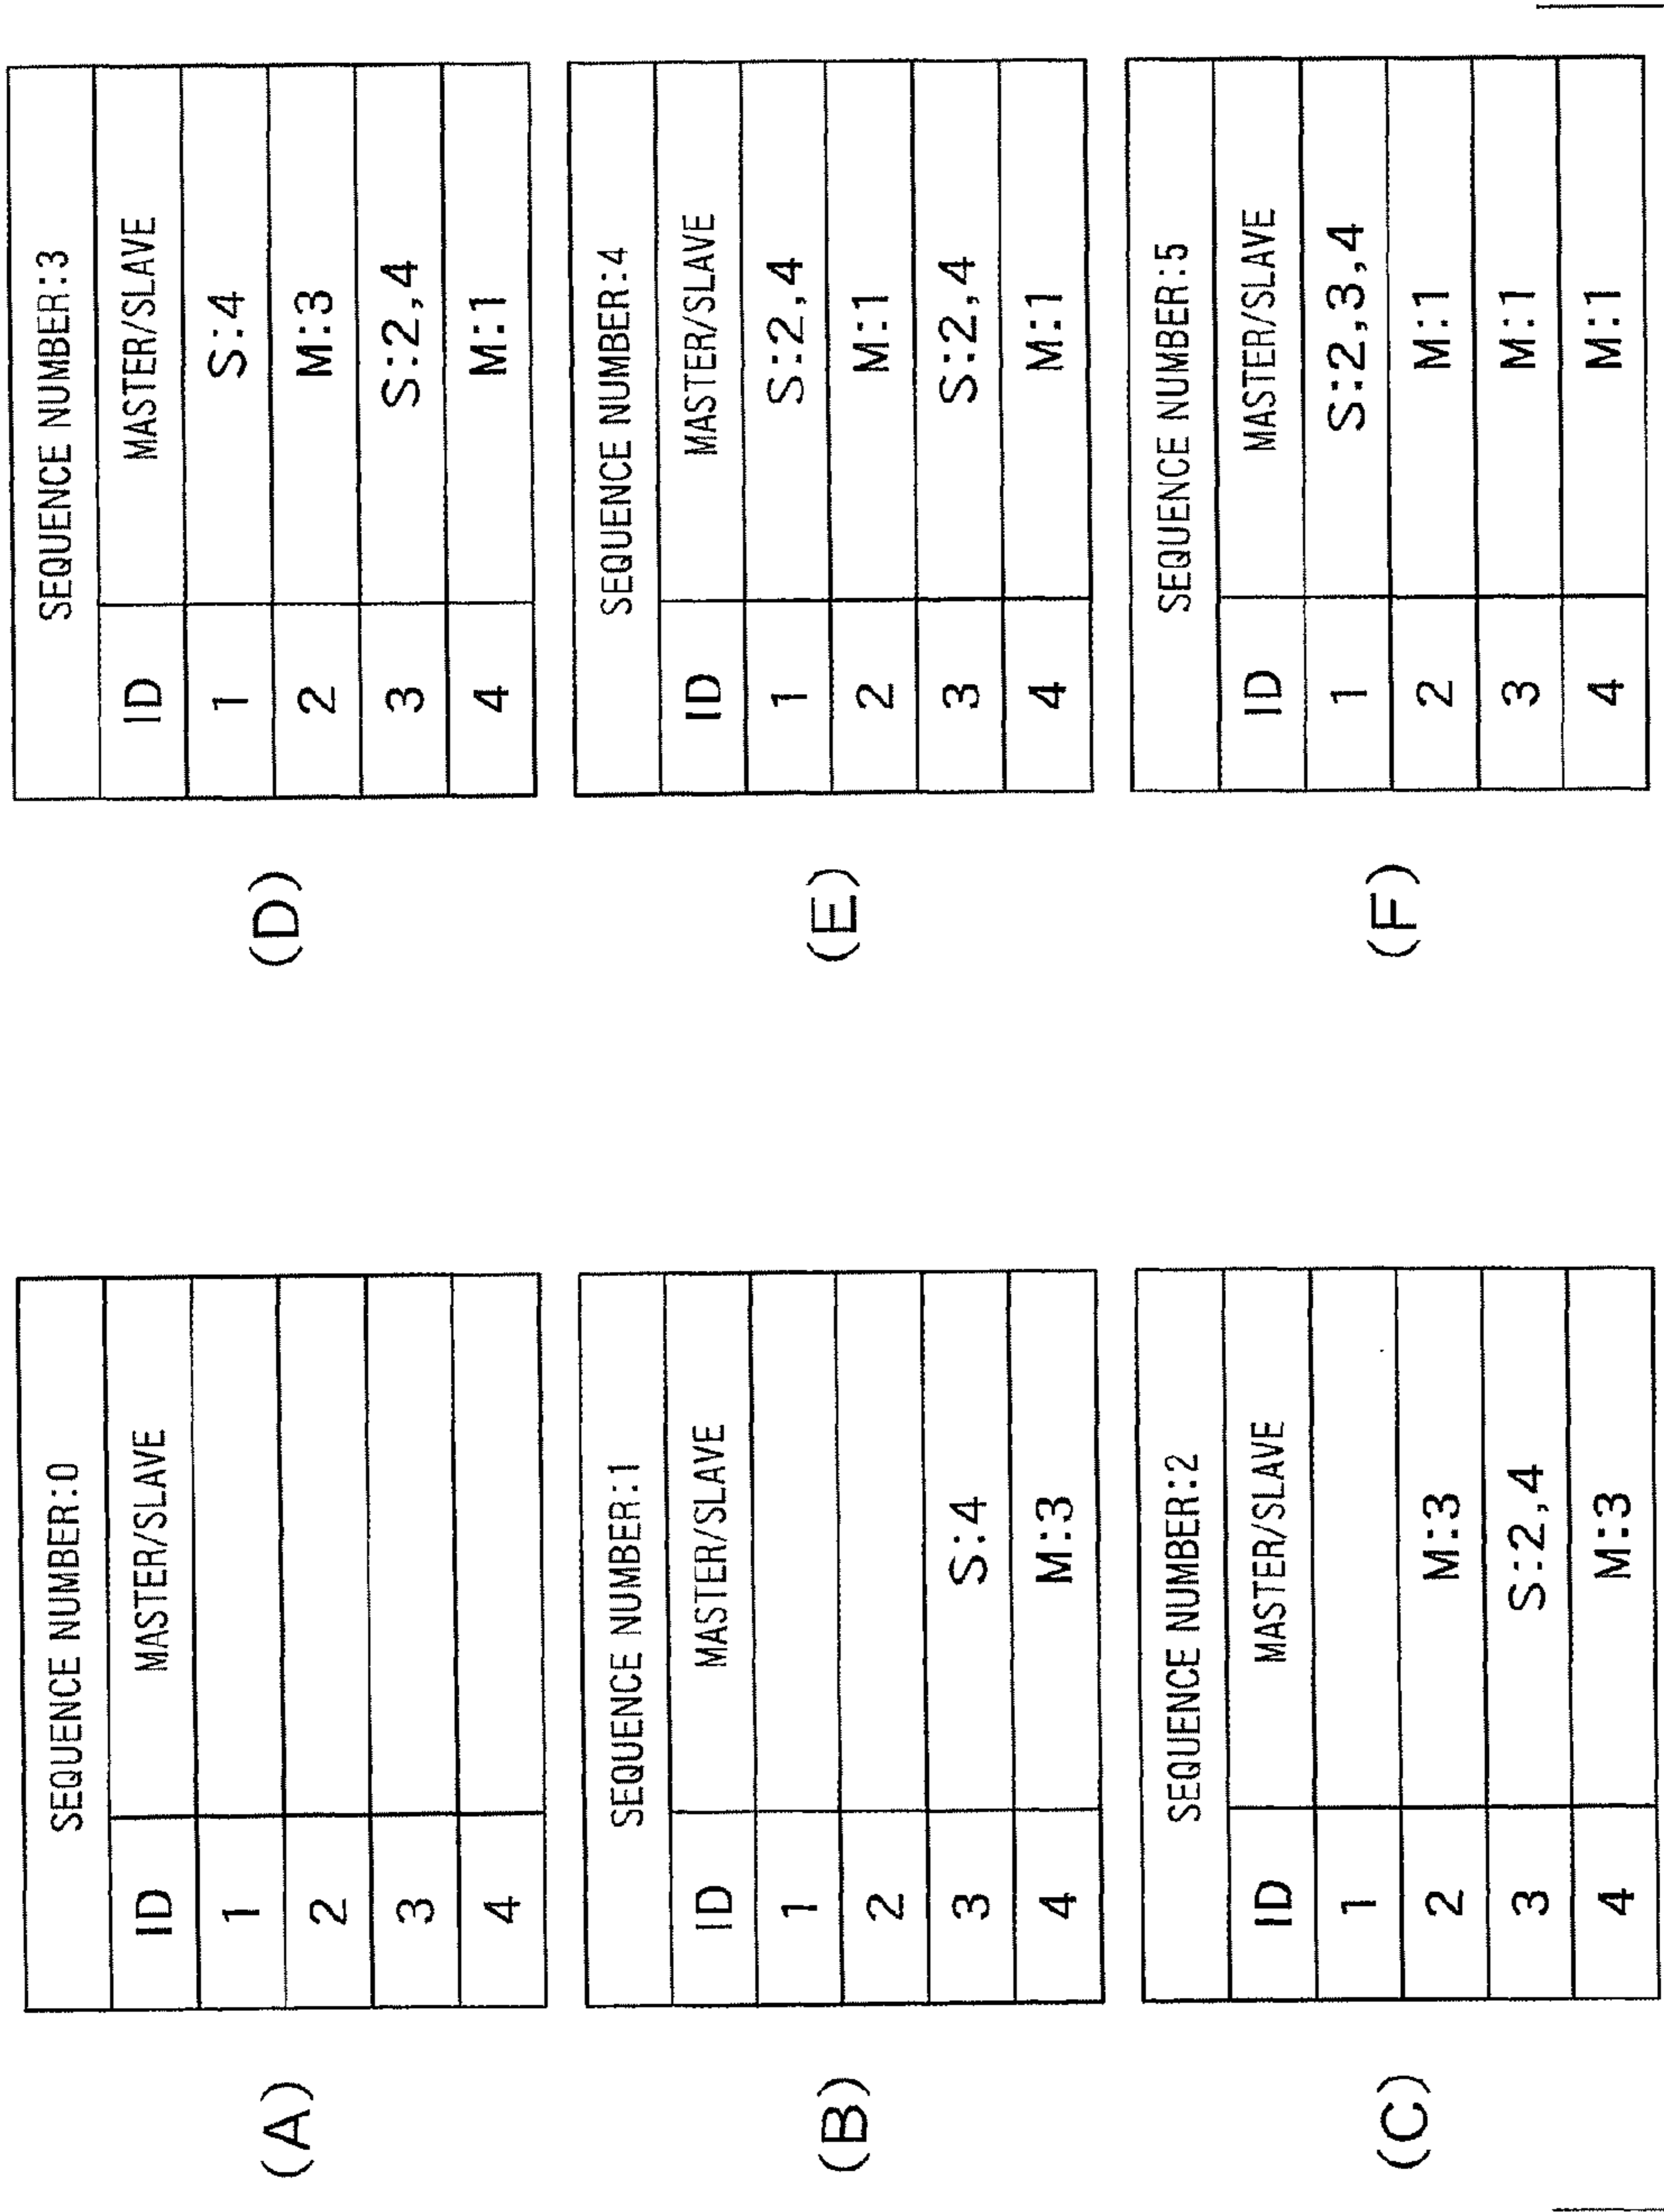 (A)
SEQUENCE NUMBER:0
ID MASTER/SLAVE
1
2
3
4
(B)
SEQUENCE NUMBER:1
ID MASTER/SLAVE
1
2
3 S:4
4 M:3
(C)
SEQUENCE NUMBER:2
ID MASTER/SLAVE
1
2 M:3
3 S:2,4
4 M:3
(D)
SEQUENCE NUMBER:3
ID MASTER/SLAVE
1 S:4
2 M:3
3 S:2,4
4 M:1
(E)
SEQUENCE NUMBER:4
ID MASTER/SLAVE
1 S:2,4
2 M:1
3 S:2,4
4 M:1
(F)
SEQUENCE NUMBER:5
ID MASTER/SLAVE
1 S:2,3,4
2 M:1
3 M:1
4 M:1